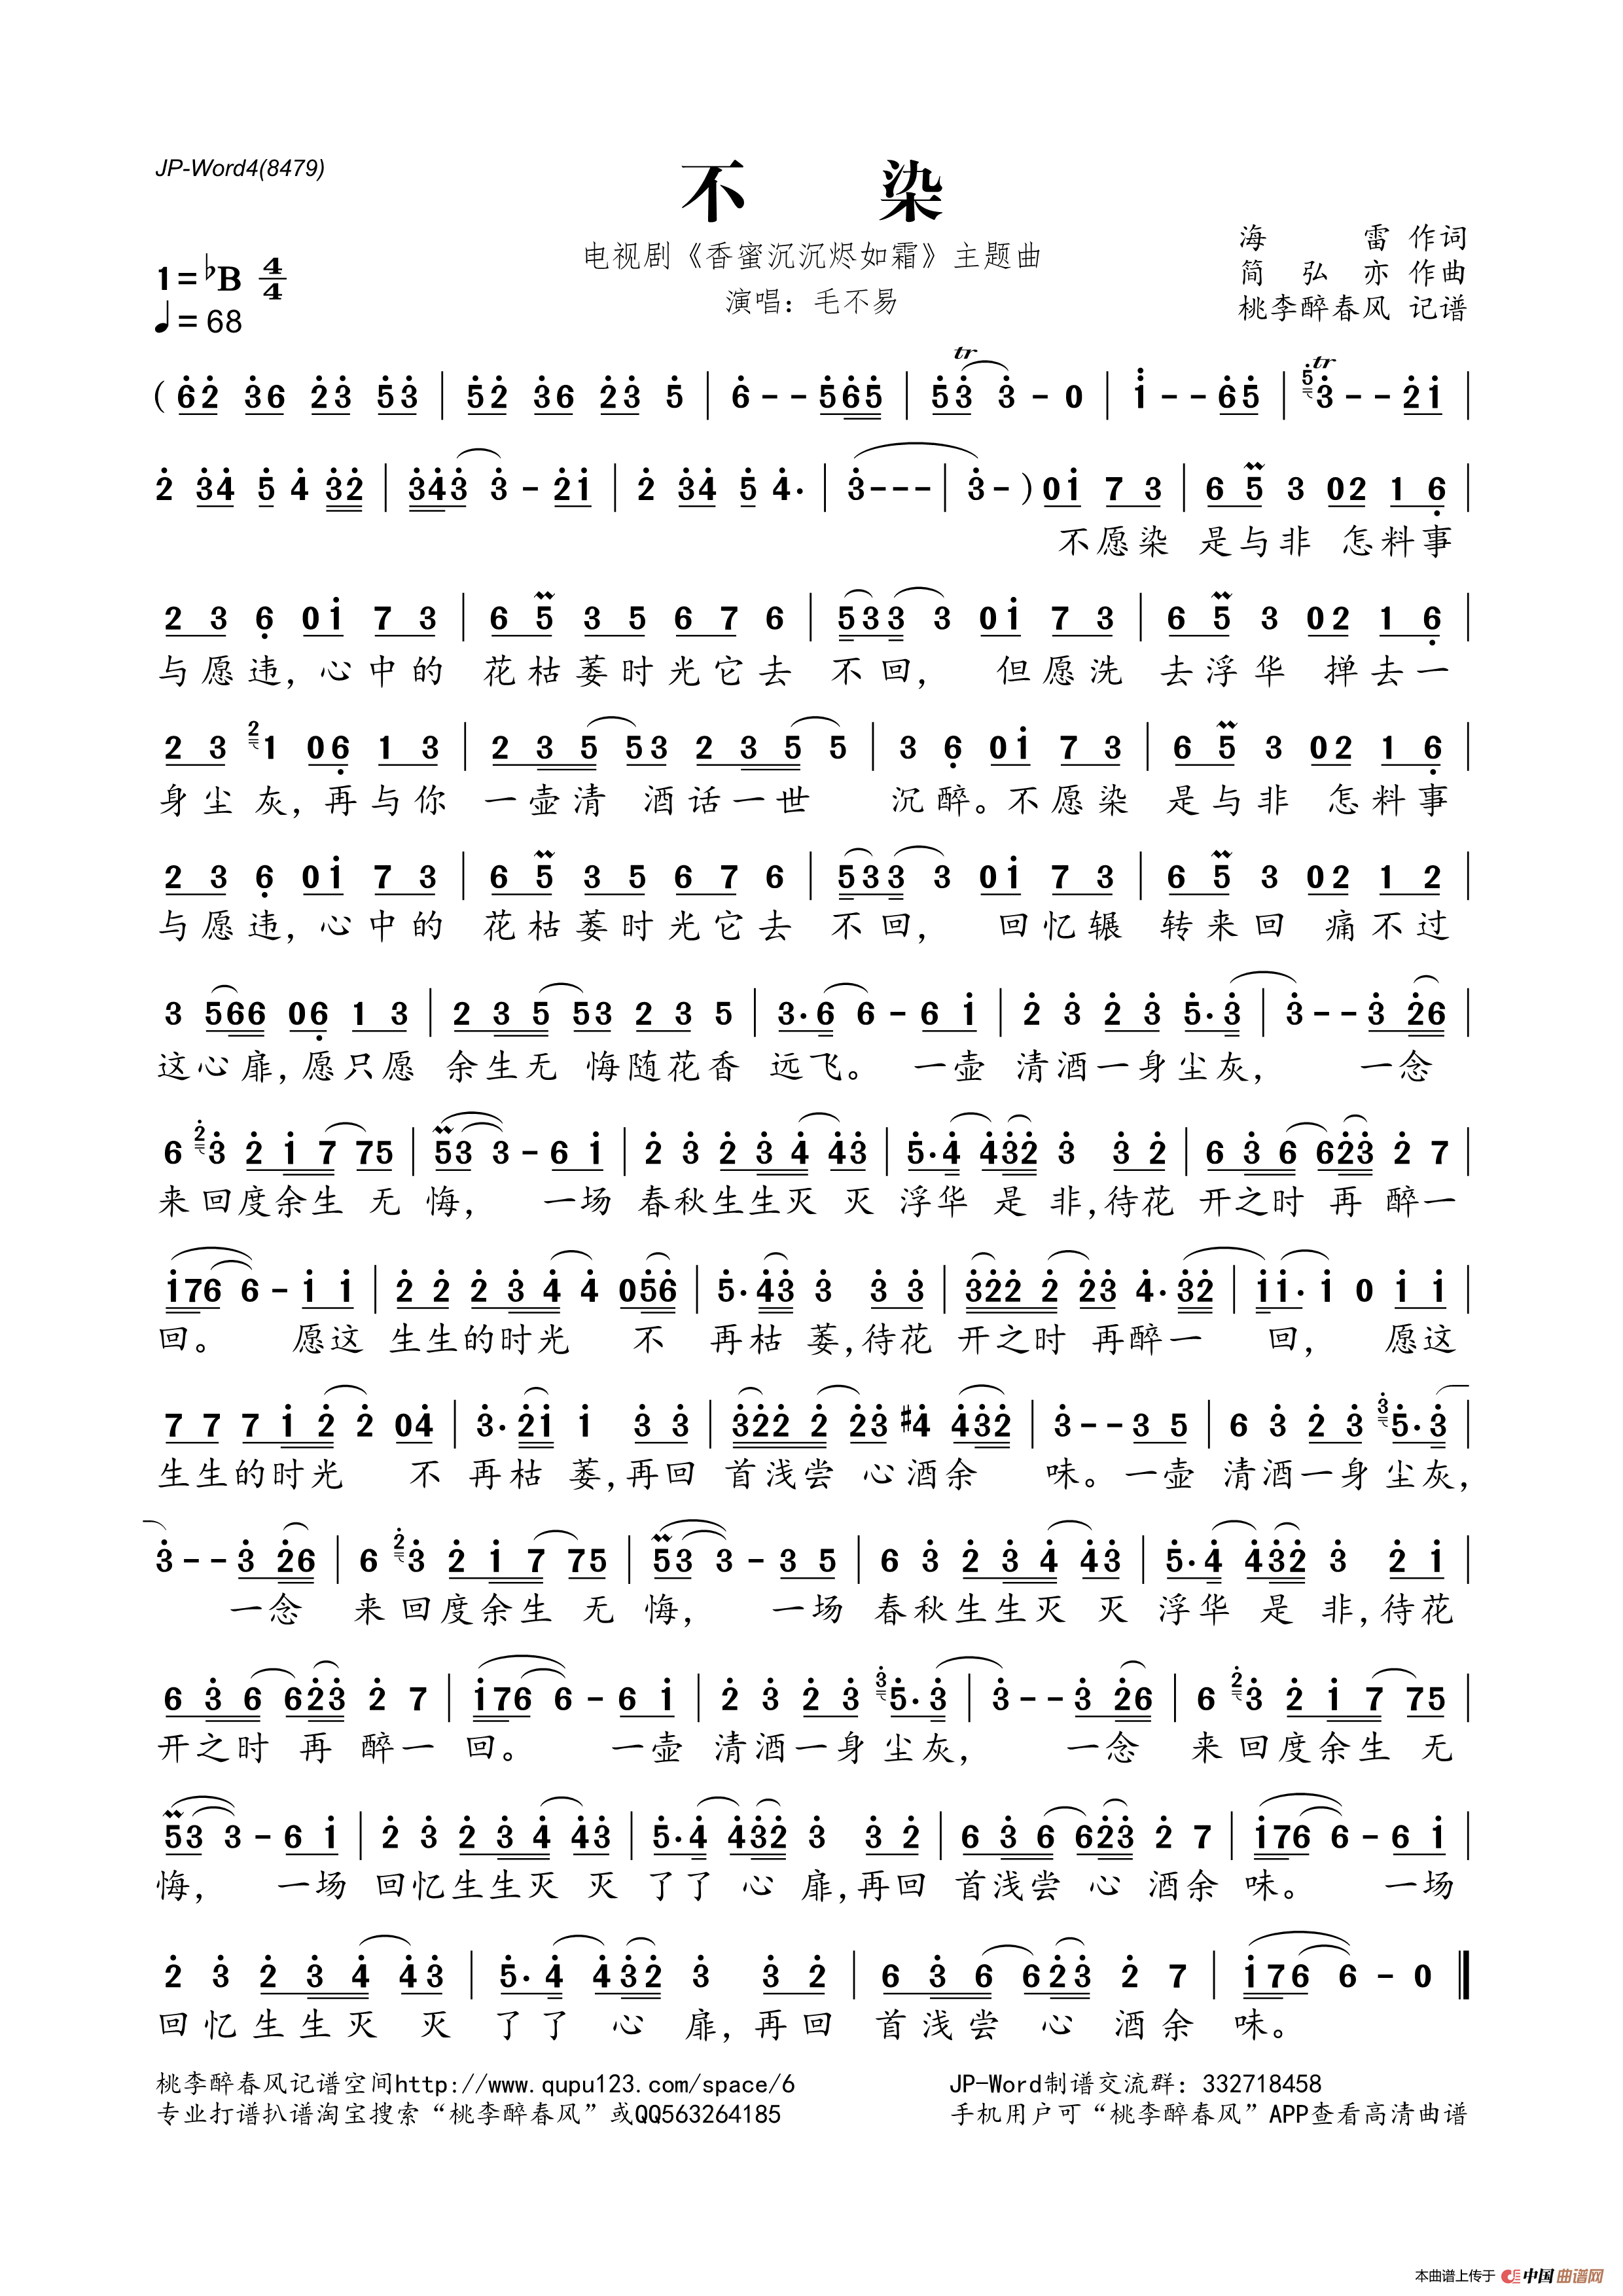 JP-Word4(8479)
不 染
电视剧《香蜜沉沉烬如霜》主题曲
演唱：毛不易
海 雷 作词
简 弘 亦 作曲
桃李醉春风 记谱
1=♭B 4/4
♩=68
不愿染 是与非 怎料事
与愿违，心中的 花枯萎时光它去 不回， 但愿洗 去浮华 掸去一
身尘灰，再与你 一壶清 酒话一世 沉醉。不愿染 是与非 怎料事
与愿违，心中的 花枯萎时光它去 不回， 回忆辗 转来回 痛不过
这心扉，愿只愿 余生无 悔随花香 远飞。 一壶 清酒一身尘灰， 一念
来回度余生 无 悔， 一场 春秋生生灭 灭 浮华 是 非，待花 开之时 再 醉一
回。 愿这 生生的时光 不 再枯 萎，待花 开之时 再醉一 回， 愿这
生生的时光 不 再枯 萎，再回 首浅尝 心酒余 味。一壶 清酒一身尘灰，
一念 来回度余生 无 悔， 一场 春秋生生灭 灭 浮华 是 非，待花
开之时 再 醉一 回。 一壶 清酒一身尘灰， 一念 来回度余生 无
悔， 一场 回忆生生灭 灭 了了 心 扉，再回 首浅尝 心 酒余 味。 一场
回忆生生灭 灭 了了 心 扉，再回 首浅尝 心 酒余 味。
桃李醉春风记谱空间http://www.qupu123.com/space/6
JP-Word制谱交流群：332718458
专业打谱扒谱淘宝搜索“桃李醉春风”或QQ563264185
手机用户可“桃李醉春风”APP查看高清曲谱
本曲谱上传于 中国曲谱网